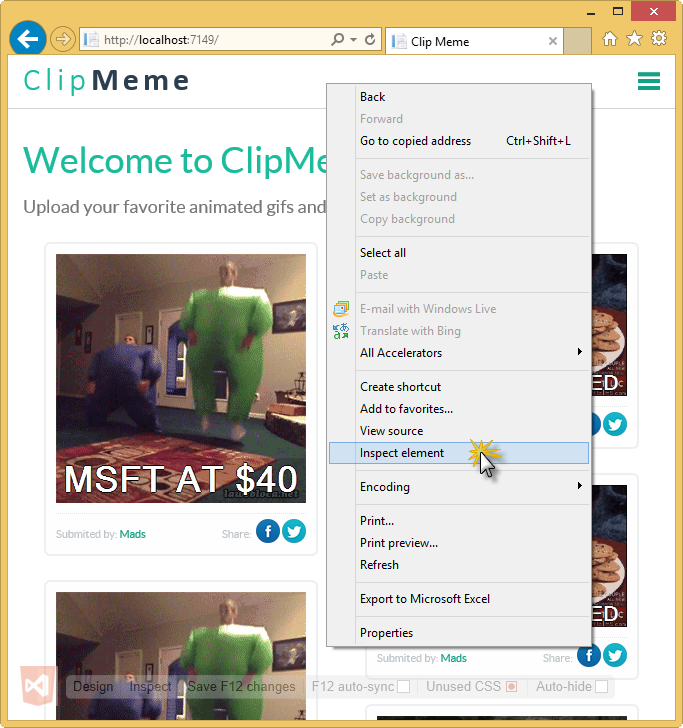 http://localhost:7149/
Clip Meme
ClipMeme
Welcome to ClipMe
Upload your favorite animated gifs and
MSFT AT $40
Submited by: Mads
Share:
Back
Forward
Go to copied address Ctrl+Shift+L
Save background as...
Set as background
Copy background
Select all
Paste
E-mail with Windows Live
Translate with Bing
All Accelerators
Create shortcut
Add to favorites...
View source
Inspect element
Encoding
Print...
Print preview...
Refresh
Export to Microsoft Excel
Properties
ED
ED
Submited by: Mads
Share:
Design Inspect Save F12 changes F12 auto-sync Unused CSS Auto-hide